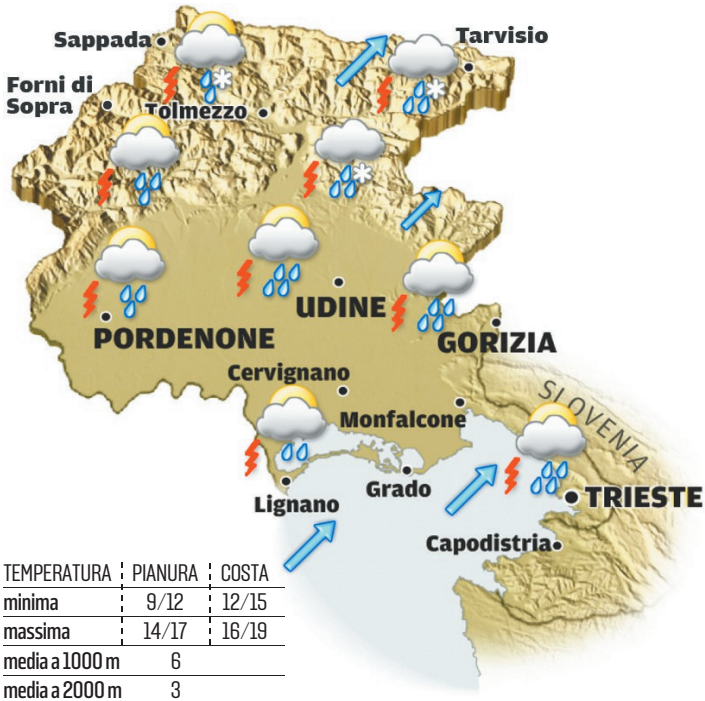 Sappada
Tarvisio
Forni di
Sopra
Tolmezzo
UDINE
PORDENONE
GORIZIA
Cervignano
SLOVENIA
Monfalcone
Grado
Lignano
TRIESTE
Capodistria
TEMPERATURA PIANURA COSTA
minima 9/12 12/15
massima 14/17 16/19
media a 1000 m 6
media a 2000 m 3